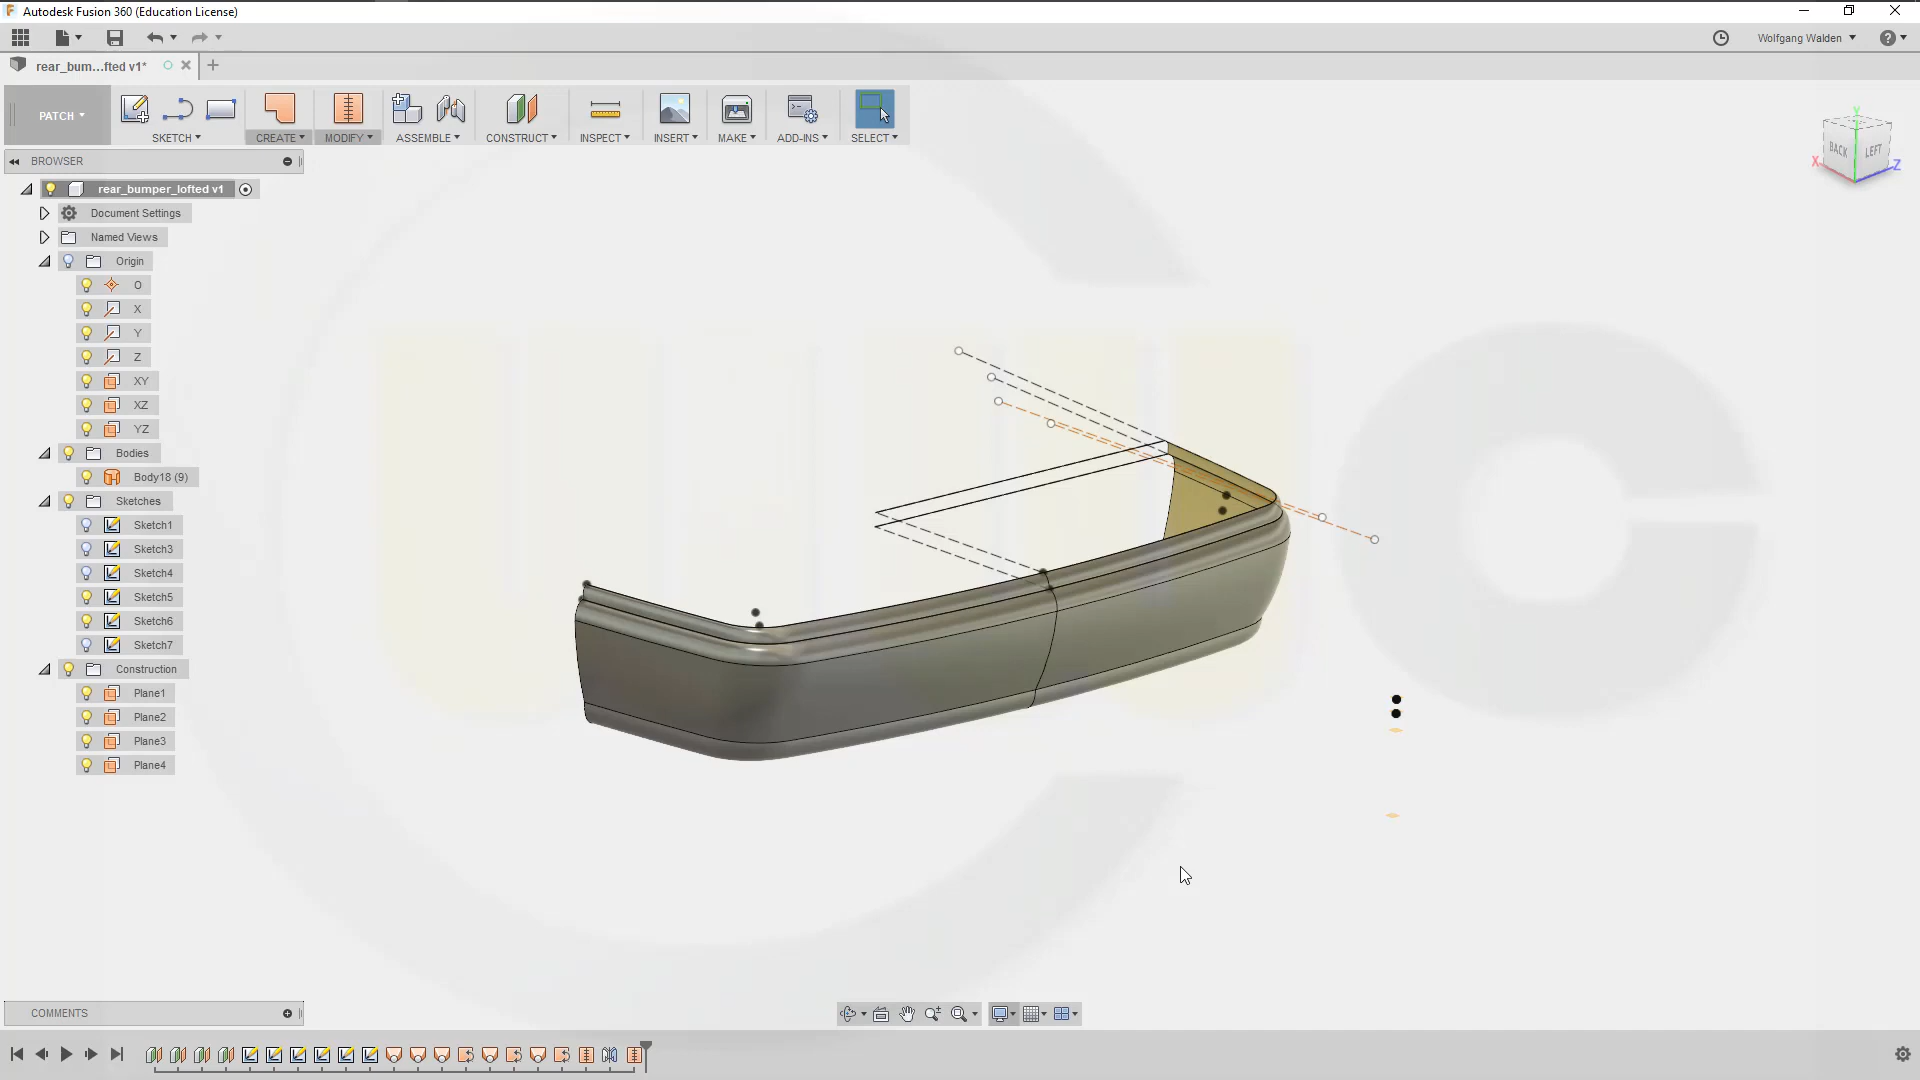 Autodesk Fusion 360 (Education License)
Wolfgang Walden
rear_bum...fted v1*
PATCH
SKETCH
CREATE
MODIFY
ASSEMBLE
CONSTRUCT
INSPECT
INSERT
MAKE
ADD-INS
SELECT
BROWSER
rear_bumper_lofted v1
Document Settings
Named Views
Origin
O
X
Y
Z
XY
XZ
YZ
Bodies
Body18 (9)
Sketches
Sketch1
Sketch3
Sketch4
Sketch5
Sketch6
Sketch7
Construction
Plane1
Plane2
Plane3
Plane4
Y
BACK
LEFT
X
Z
COMMENTS